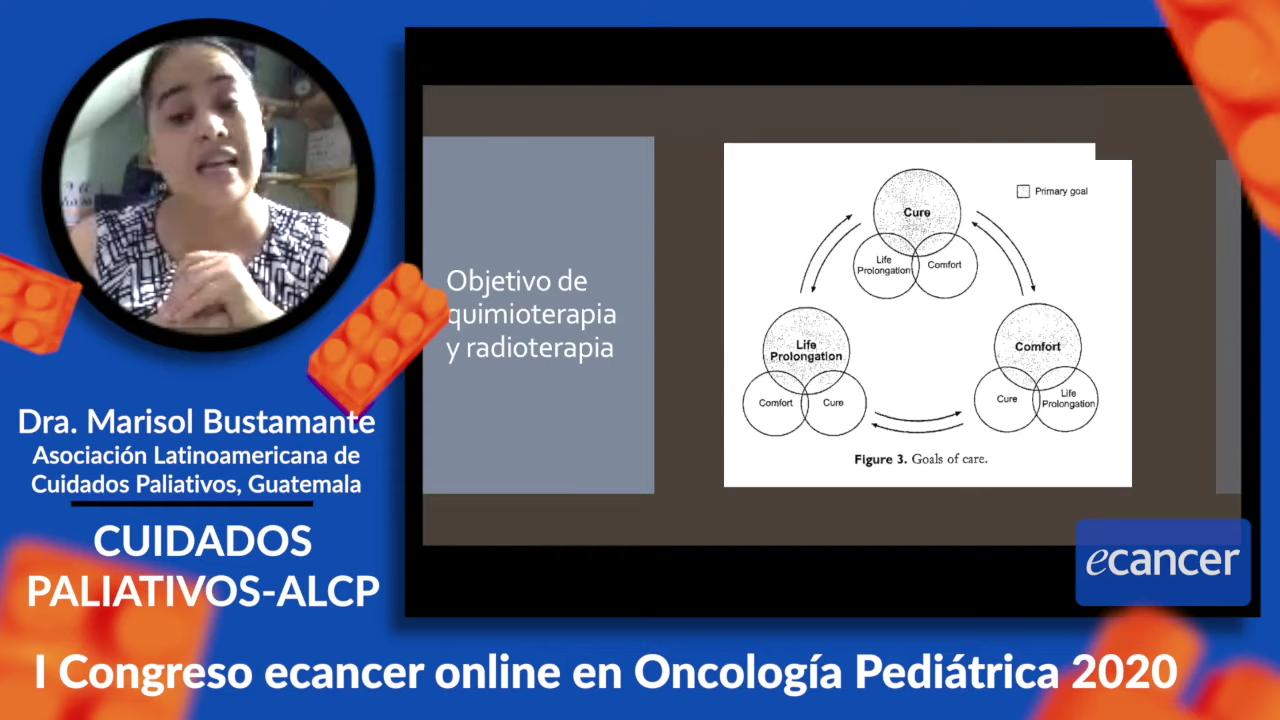 Objetivo de
quimioterapia
y radioterapia
Primary goal
Cure
Life
Prolongation
Comfort
Life
Prolongation
Comfort
Cure
Comfort
Cure
Life
Prolongation
Figure 3. Goals of care.
Dra. Marisol Bustamante
Asociación Latinoamericana de
Cuidados Paliativos, Guatemala
CUIDADOS
PALIATIVOS-ALCP
ecancer
I Congreso ecancer online en Oncología Pediátrica 2020